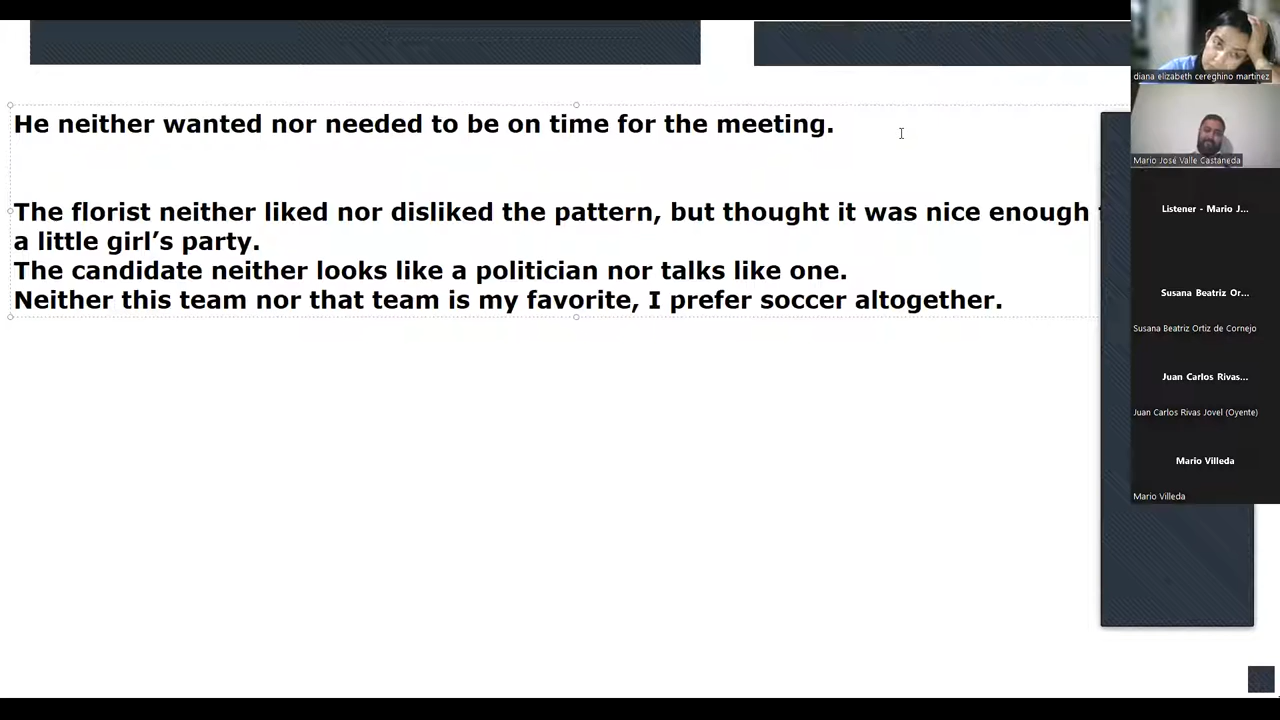 He neither wanted nor needed to be on time for the meeting.
The florist neither liked nor disliked the pattern, but thought it was nice enough
a little girl’s party.
The candidate neither looks like a politician nor talks like one.
Neither this team nor that team is my favorite, I prefer soccer altogether.
diana elizabeth cereghino martinez
Mario José Valle Castaneda
Listener - Mario J...
Susana Beatriz Or...
Susana Beatriz Ortiz de Cornejo
Juan Carlos Rivas...
Juan Carlos Rivas Jovel (Oyente)
Mario Villeda
Mario Villeda